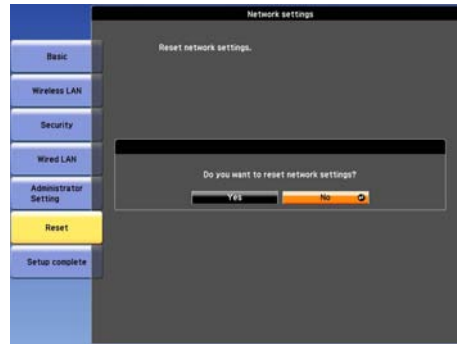 Network settings
Basic
Wireless LAN
Security
Wired LAN
Administrator
Setting
Reset
Setup complete
Reset network settings.
Do you want to reset network settings?
Yes
No